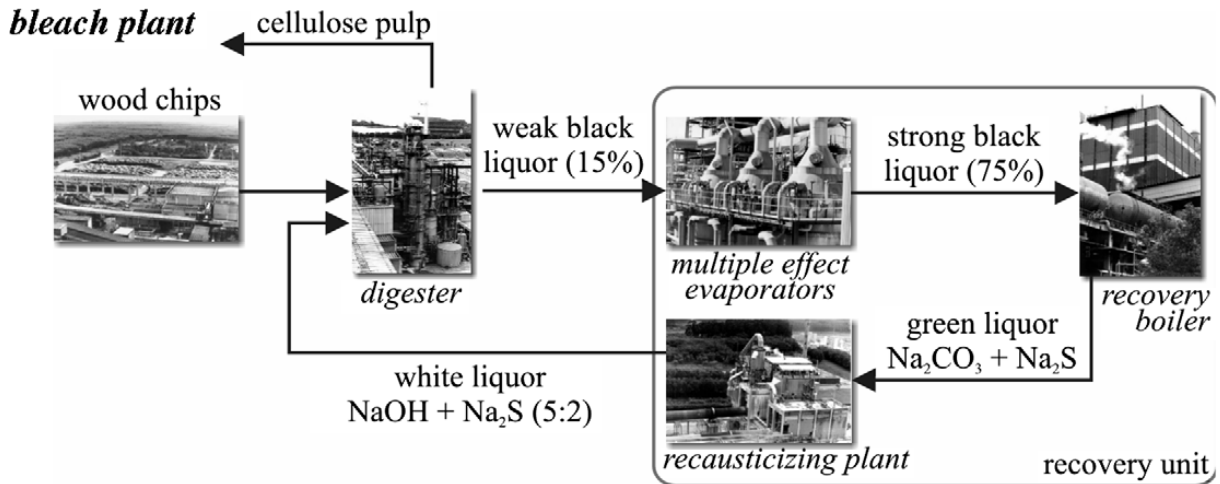 bleach plant
cellulose pulp
wood chips
weak black
liquor (15%)
strong black
liquor (75%)
digester
multiple effect
evaporators
recovery
boiler
green liquor
Na₂CO₃ + Na₂S
white liquor
NaOH + Na₂S (5:2)
recausticizing plant
recovery unit